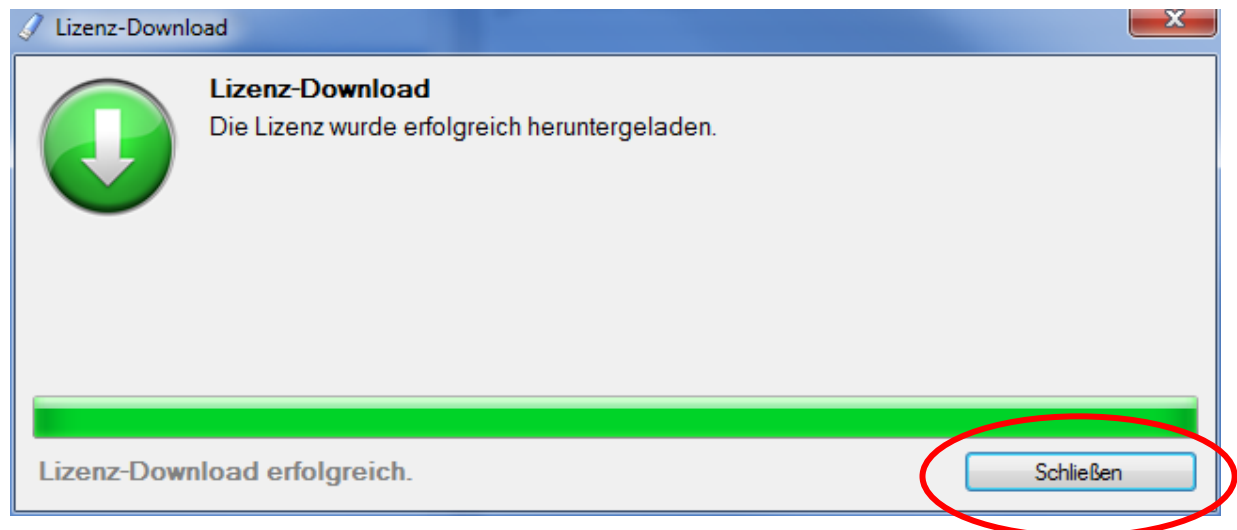 Lizenz-Download
Lizenz-Download
Die Lizenz wurde erfolgreich heruntergeladen.
Lizenz-Download erfolgreich.
Schließen